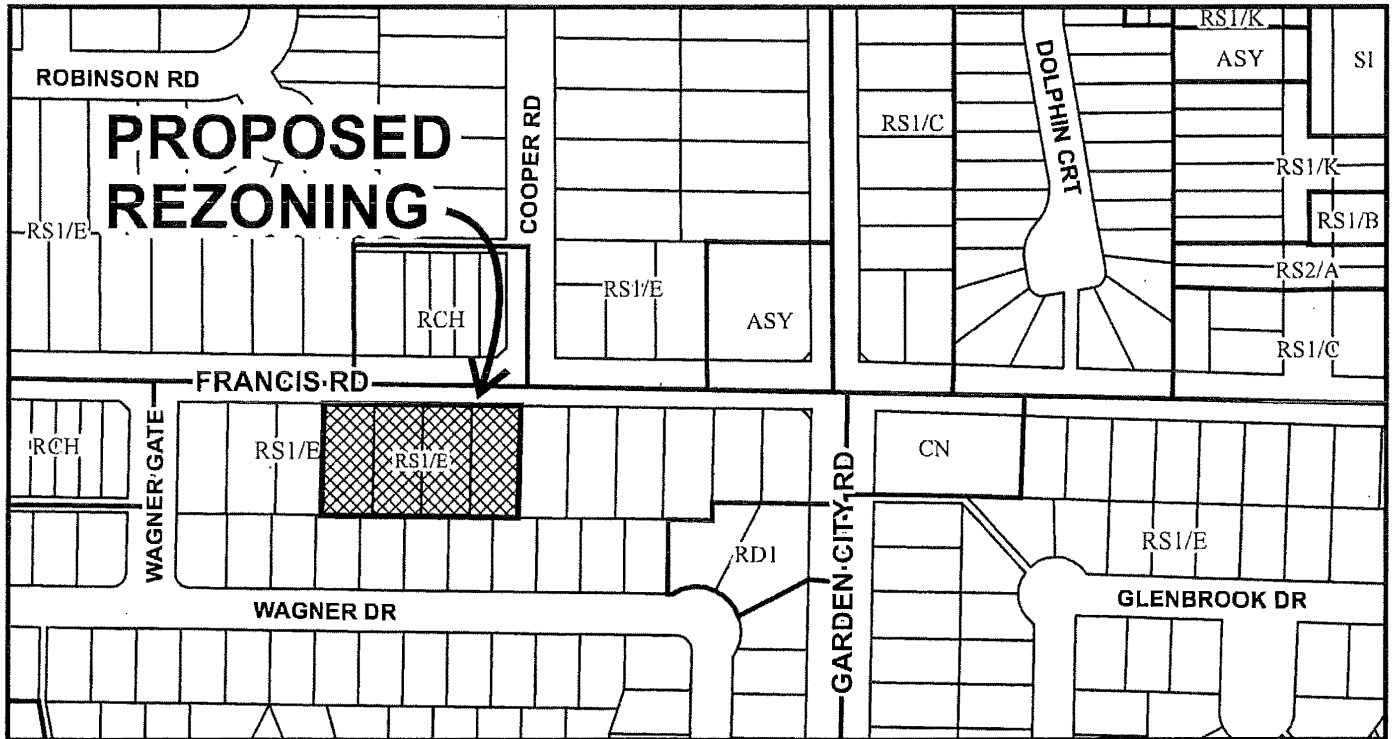 RS1/K
ASY
SI
ROBINSON RD
PROPOSED
REZONING
COOPER RD
RS1/C
DOLPHIN CRT
RS1/K
RS1/B
RS1/E
RS1/E
RS2/A
RCH
ASY
RS1/C
FRANCIS RD
RCH
WAGNER GATE
RS1/E
RS1/E
CN
GARDEN CITY RD
RD1
RS1/E
WAGNER DR
GLENBROOK DR